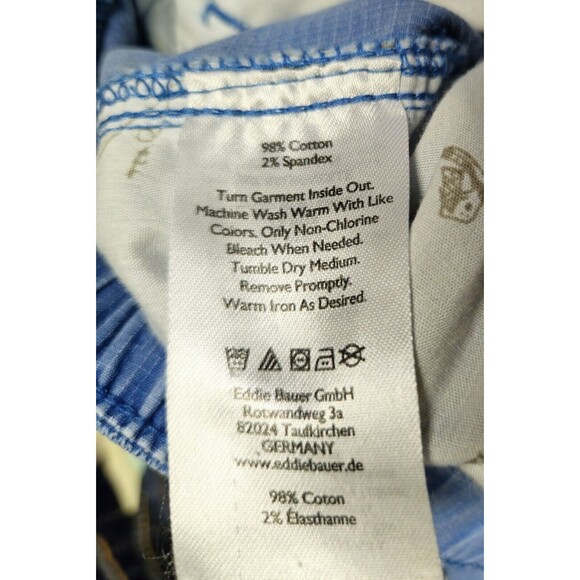 98% Cotton
2% Spandex
Turn Garment Inside Out.
Machine Wash Warm With Like
Colors. Only Non-Chlorine
Bleach When Needed.
Tumble Dry Medium.
Remove Promptly.
Warm Iron As Desired.
Eddie Bauer GmbH
Rotwandweg 3a
82024 Taufkirchen
GERMANY
www.eddiebauer.de
98% Coton
2% Élasthanne